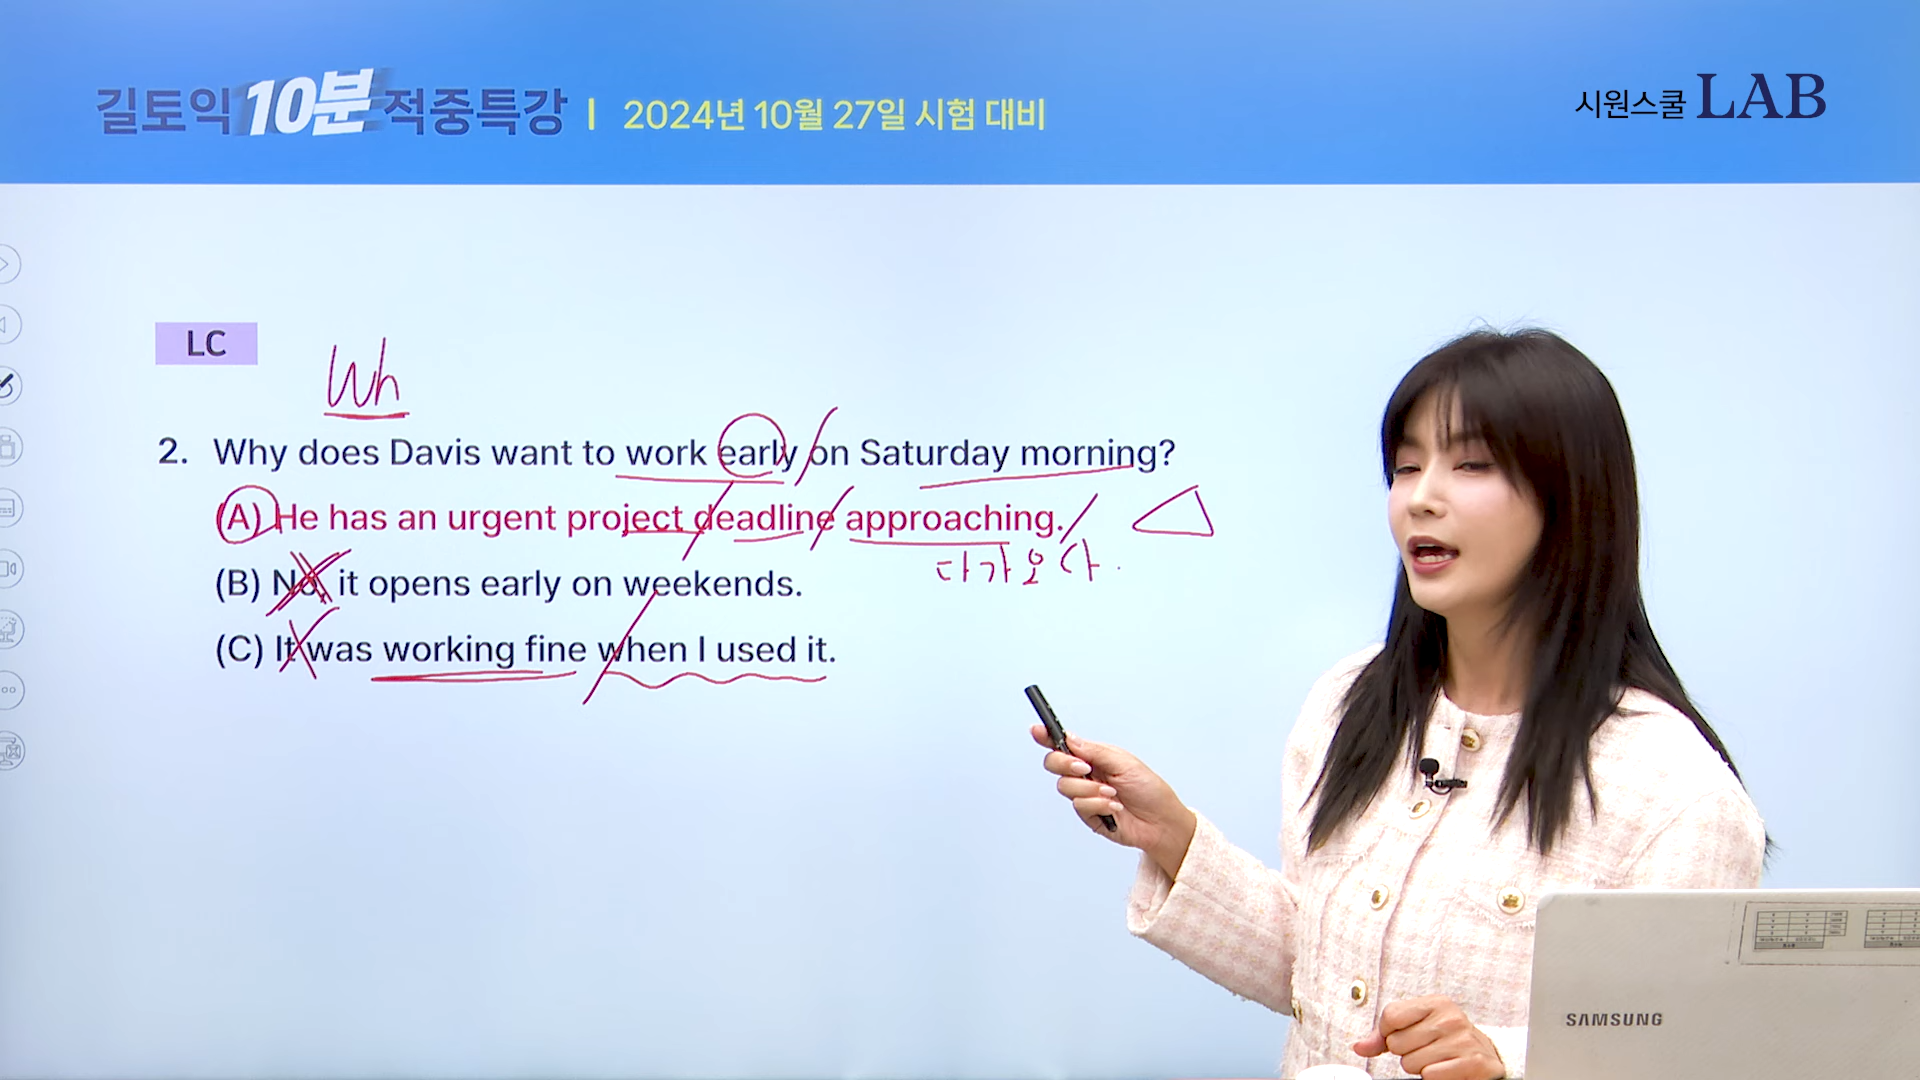 길토익 10분 적중특강 | 2024년 10월 27일 시험 대비
시원스쿨 LAB
LC
Wh
2. Why does Davis want to work early on Saturday morning?
(A) He has an urgent project deadline approaching.
다가오다.
(B) No, it opens early on weekends.
(C) It was working fine when I used it.
SAMSUNG